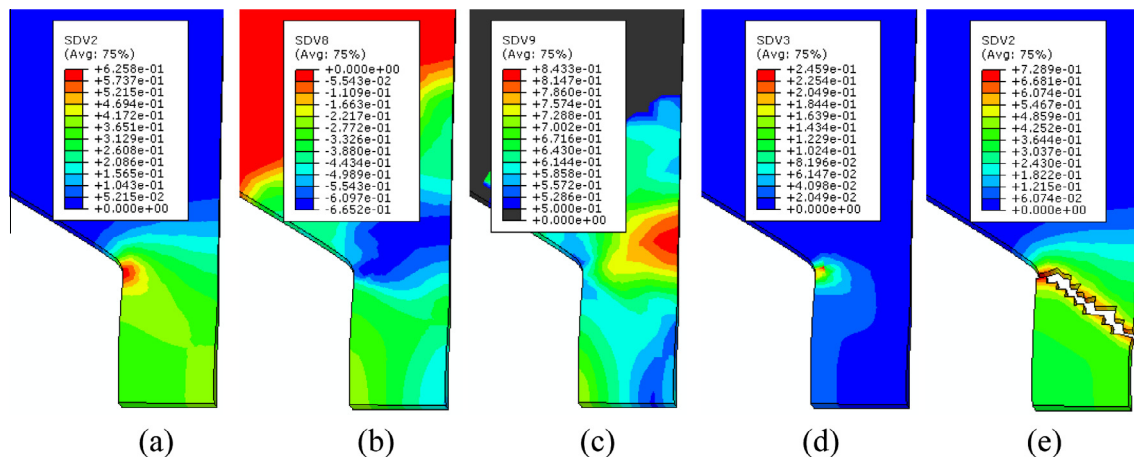 SDV2
(Avg: 75%)
+6.258e-01
+5.737e-01
+5.215e-01
+4.694e-01
+4.172e-01
+3.651e-01
+3.129e-01
+2.608e-01
+2.086e-01
+1.565e-01
+1.043e-01
+5.215e-02
+0.000e+00
SDV8
(Avg: 75%)
+0.000e+00
-5.543e-02
-1.109e-01
-1.663e-01
-2.217e-01
-2.772e-01
-3.326e-01
-3.880e-01
-4.434e-01
-4.989e-01
-5.543e-01
-6.097e-01
-6.652e-01
SDV9
(Avg: 75%)
+8.433e-01
+8.147e-01
+7.860e-01
+7.574e-01
+7.288e-01
+7.002e-01
+6.716e-01
+6.430e-01
+6.144e-01
+5.858e-01
+5.572e-01
+5.286e-01
+5.000e-01
+0.000e+00
SDV3
(Avg: 75%)
+2.459e-01
+2.254e-01
+2.049e-01
+1.844e-01
+1.639e-01
+1.434e-01
+1.229e-01
+1.024e-01
+8.196e-02
+6.147e-02
+4.098e-02
+2.049e-02
+0.000e+00
SDV2
(Avg: 75%)
+7.289e-01
+6.681e-01
+6.074e-01
+5.467e-01
+4.859e-01
+4.252e-01
+3.644e-01
+3.037e-01
+2.430e-01
+1.822e-01
+1.215e-01
+6.074e-02
+0.000e+00
(a)
(b)
(c)
(d)
(e)